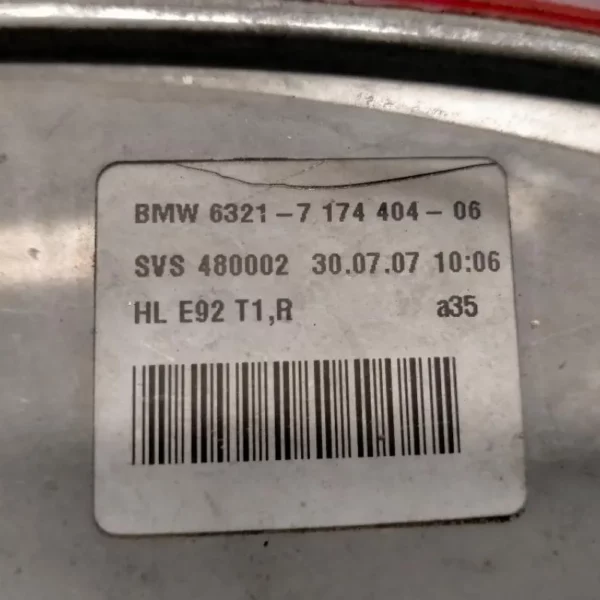 BMW 6321-7 174 404-06
SVS 480002 30.07.07 10:06
HL E92 T1,R a35